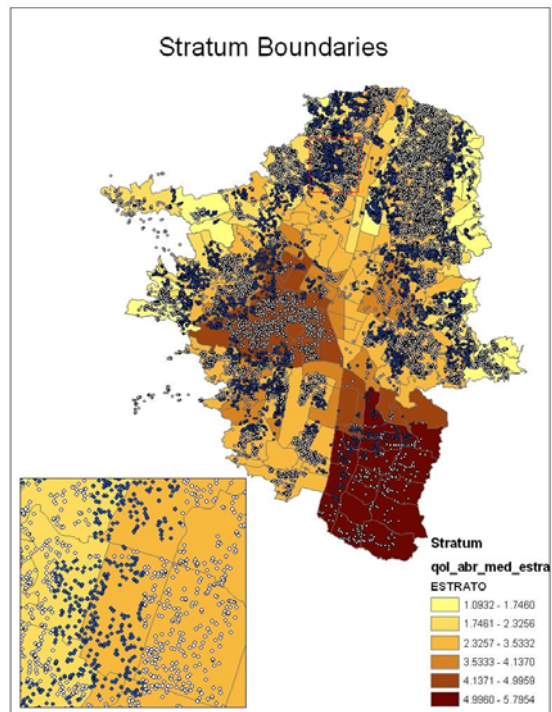 Stratum Boundaries
Stratum
qol_abr_med_estra
ESTRATO
1.0932 - 1.7460
1.7461 - 2.3256
2.3257 - 3.5332
3.5333 - 4.1370
4.1371 - 4.9959
4.9960 - 5.7954